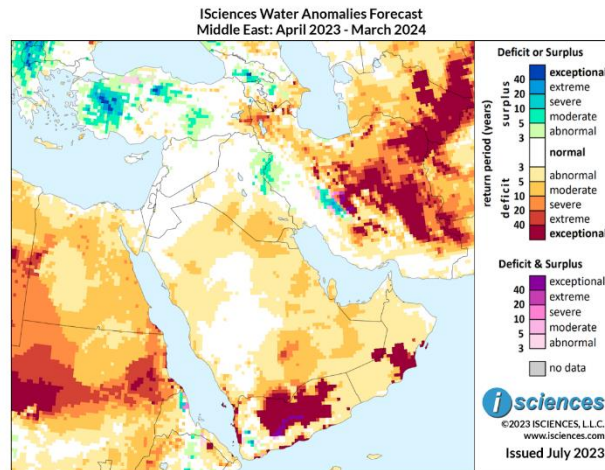 ISciences Water Anomalies Forecast
Middle East: April 2023 - March 2024
Deficit or Surplus
return period (years)
surplus
deficit
40 exceptional
20 extreme
10 severe
5 moderate
3 abnormal
normal
3 abnormal
5 moderate
10 severe
20 extreme
40 exceptional
Deficit & Surplus
40 exceptional
20 extreme
10 severe
5 moderate
3 abnormal
no data
isciences
©2023 ISCIENCES, L.L.C.
www.isciences.com
Issued July 2023